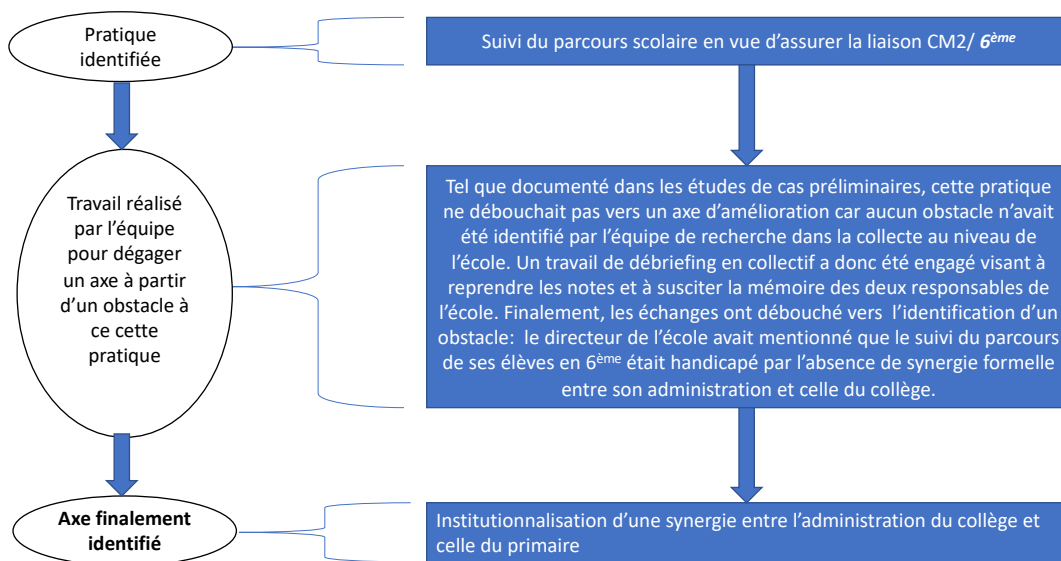 Pratique
identifiée
Suivi du parcours scolaire en vue d'assurer la liaison CM2/ 6ème
Travail réalisé
par l'équipe
pour dégager
un axe à partir
d'un obstacle à
ce cette
pratique
Tel que documenté dans les études de cas préliminaires, cette pratique
ne débouchait pas vers un axe d'amélioration car aucun obstacle n'avait
été identifié par l'équipe de recherche dans la collecte au niveau de
l'école. Un travail de débriefing en collectif a donc été engagé visant à
reprendre les notes et à susciter la mémoire des deux responsables de
l'école. Finalement, les échanges ont débouché vers l'identification d'un
obstacle: le directeur de l'école avait mentionné que le suivi du parcours
de ses élèves en 6ème était handicapé par l'absence de synergie formelle
entre son administration et celle du collège.
Axe finalement
identifié
Institutionnalisation d'une synergie entre l'administration du collège et
celle du primaire